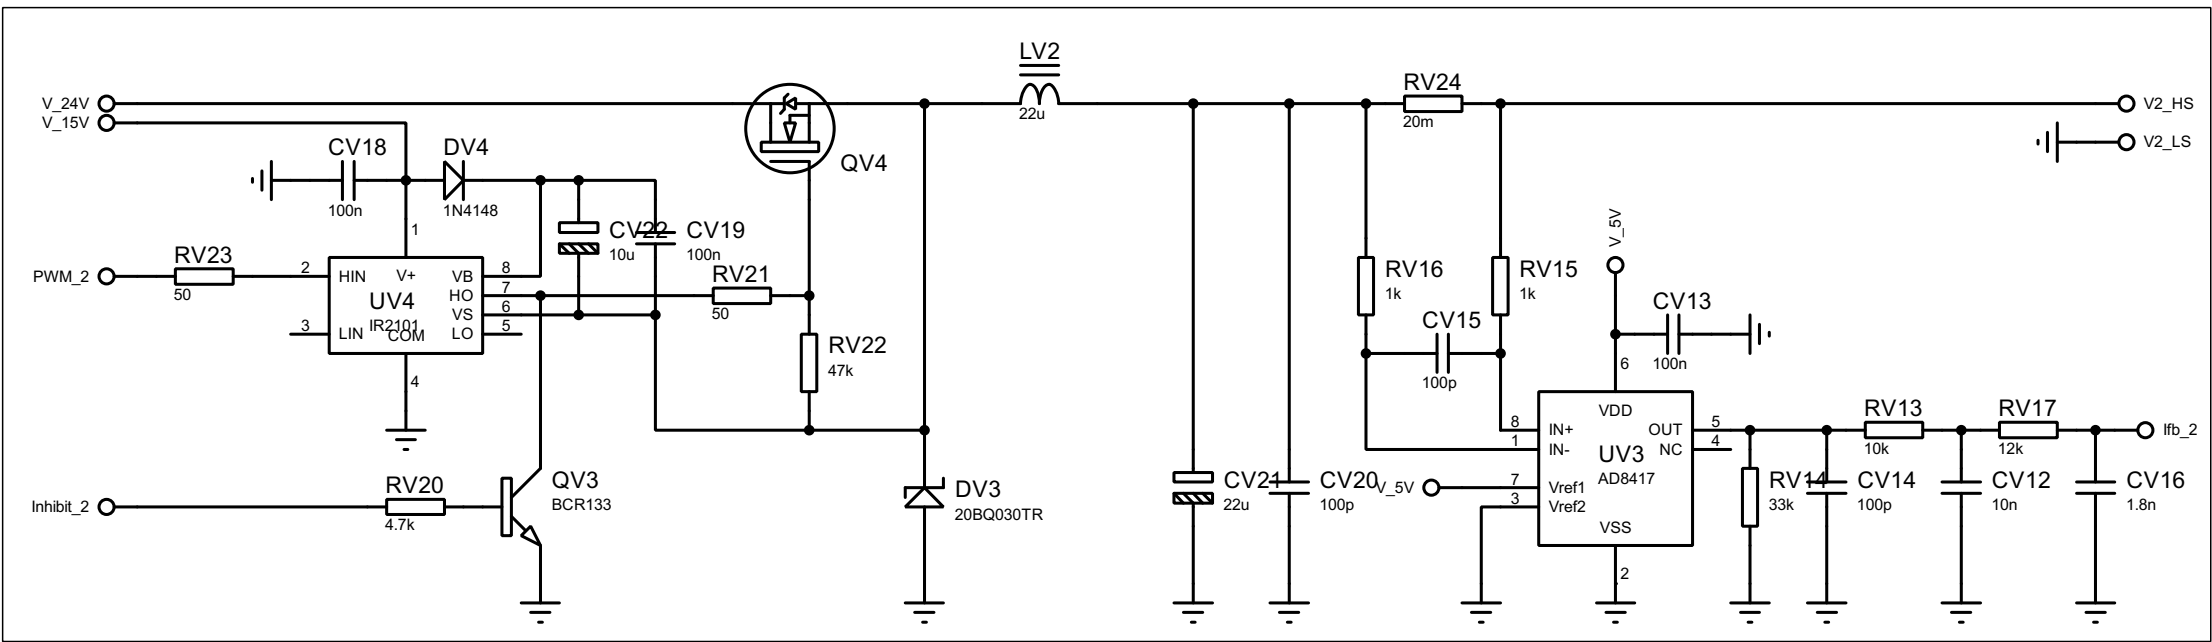 LV2
22u
V_24V
V_15V
RV24
20m
V2_HS
V2_LS
CV18
100n
DV4
1N4148
QV4
1
CV22
10u
CV19
100n
V_5V
PWM_2
RV23
50
2
HIN
V+
VB
8
HO
7
VS
6
UV4
IR2101
COM
3
LIN
LO
5
4
RV21
50
RV22
47k
RV16
1k
RV15
1k
CV15
100p
CV13
100n
6
Inhibit_2
RV20
4.7k
QV3
BCR133
DV3
20BQ030TR
CV21
22u
CV20
100p
V_5V
8
IN+
1
IN-
7
Vref1
3
Vref2
VDD
OUT
5
NC
4
UV3
AD8417
VSS
2
RV13
10k
RV17
12k
Ifb_2
RV14
33k
CV14
100p
CV12
10n
CV16
1.8n